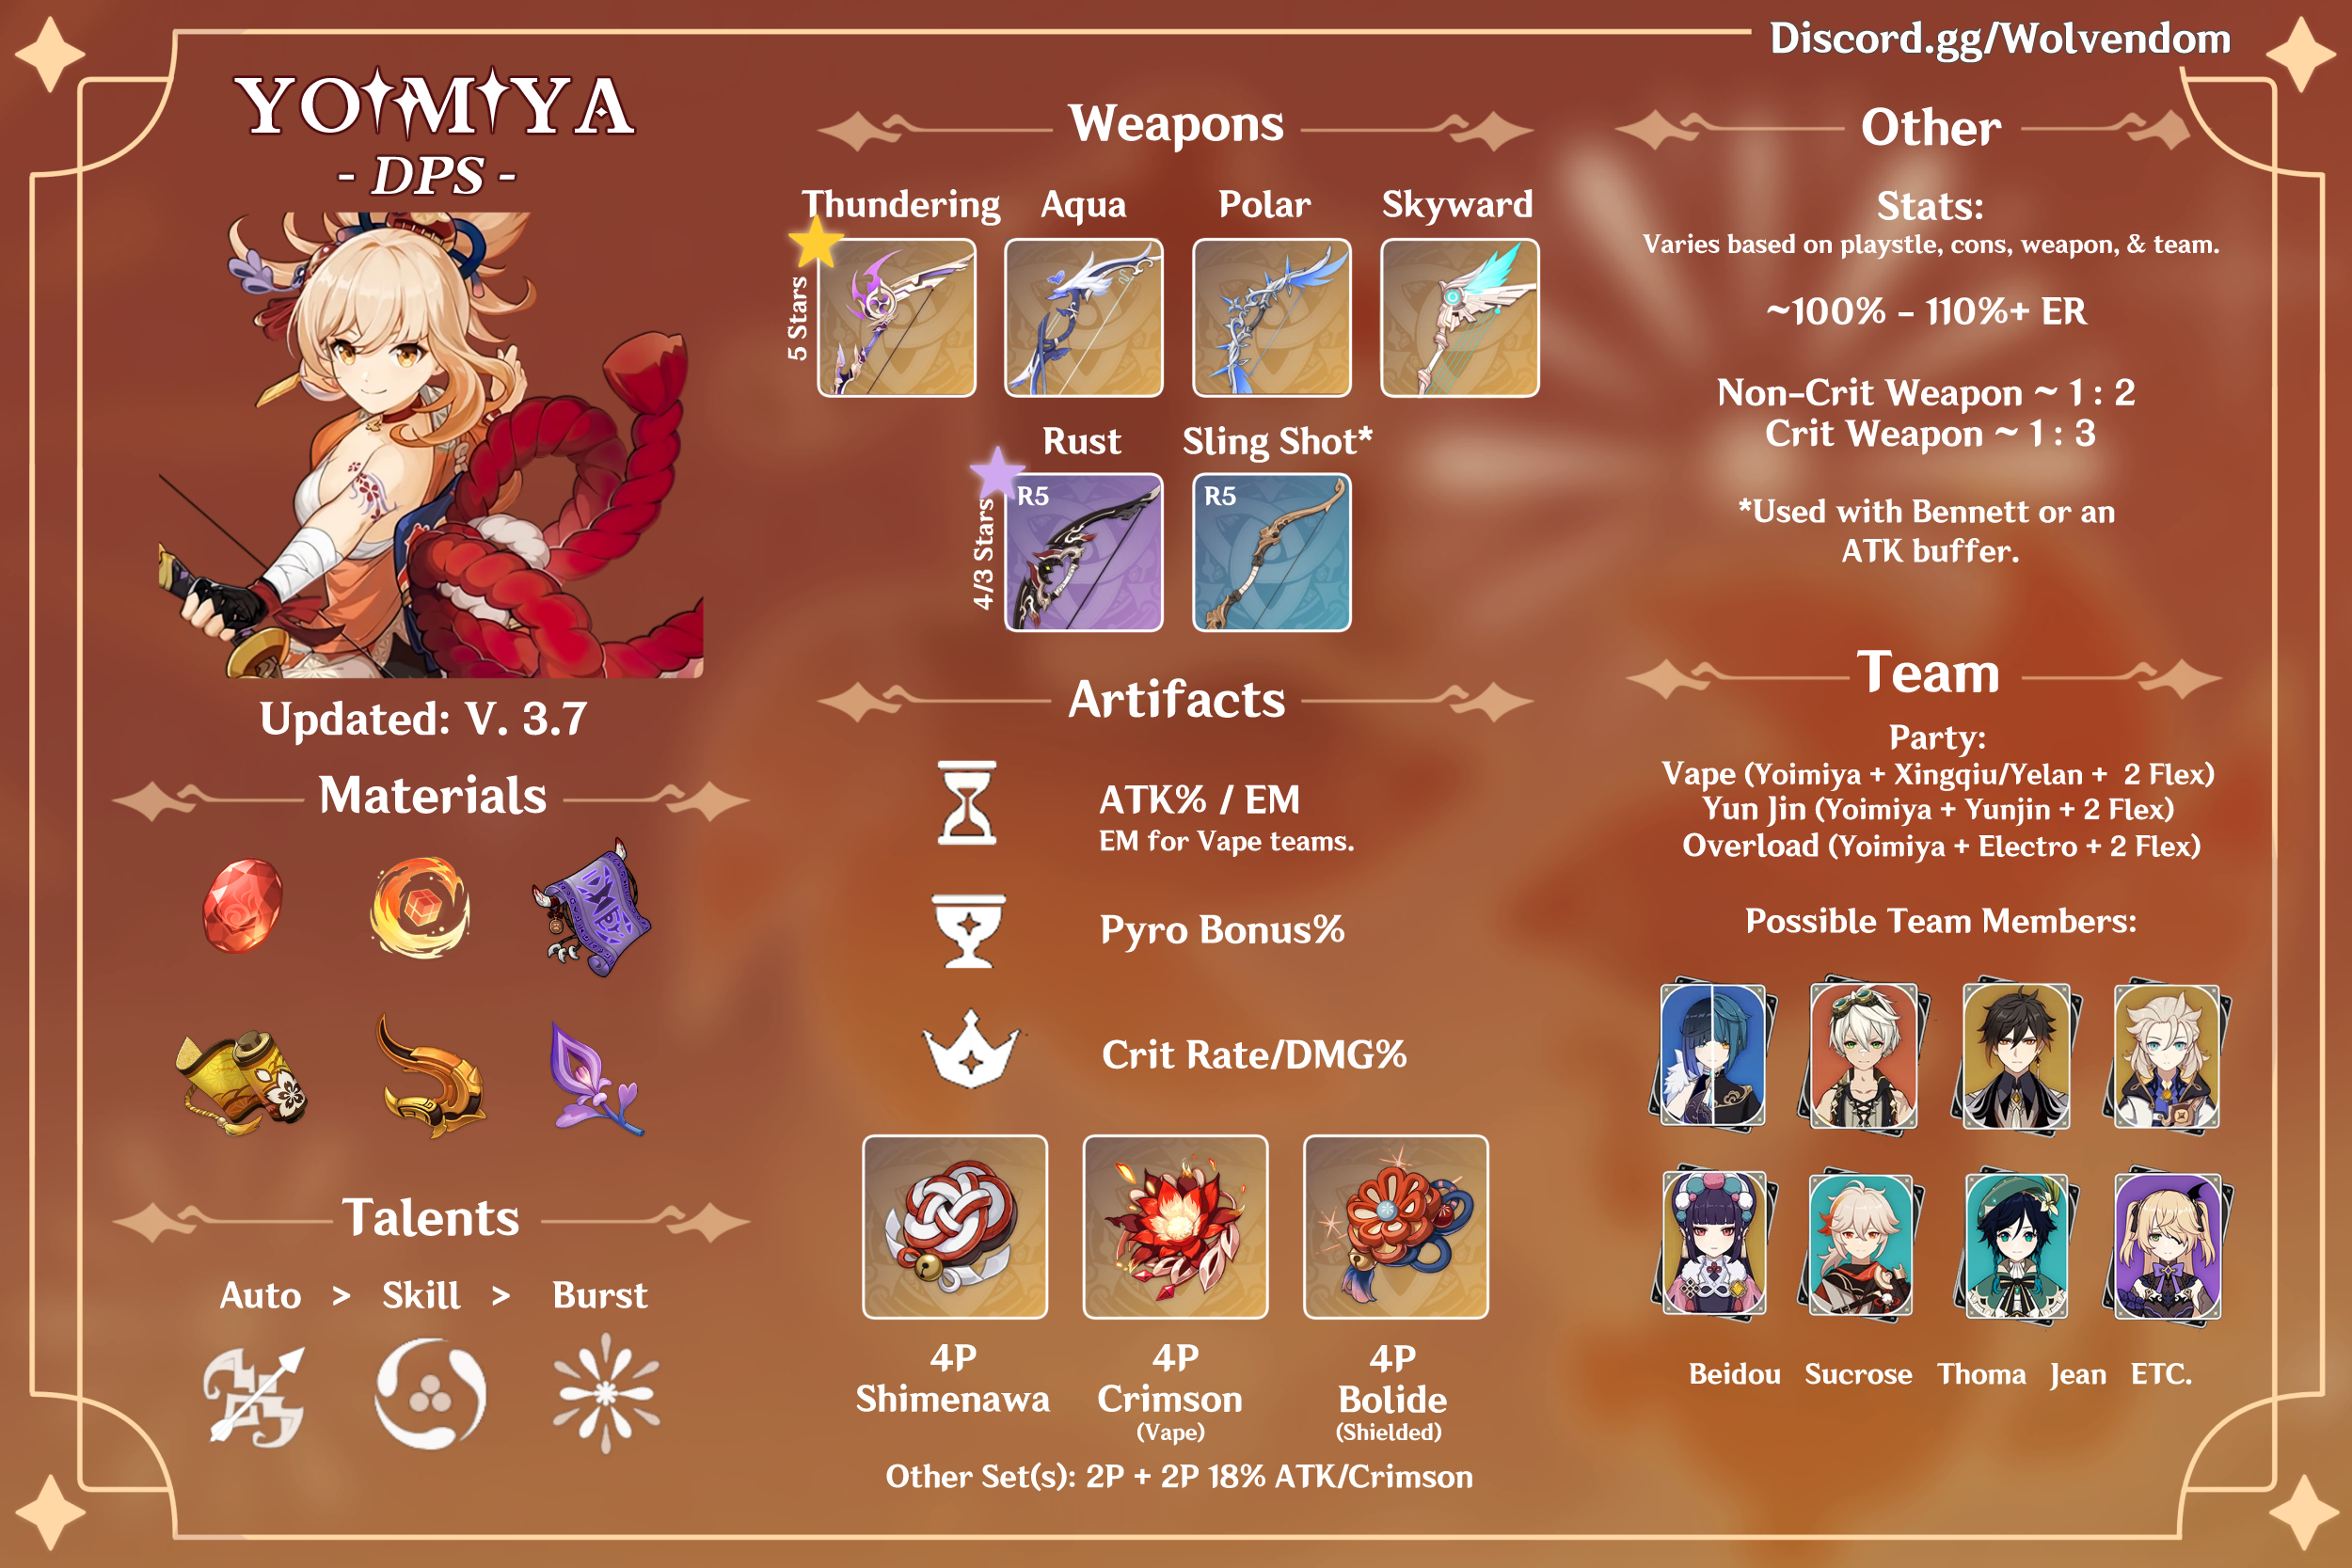 Discord.gg/Wolvendom
YOIMIYA
- DPS -
Updated: V. 3.7
Materials
Talents
Auto > Skill > Burst
Weapons
Thundering Aqua Polar Skyward
5 Stars
Rust Sling Shot*
4/3 Stars
R5 R5
Artifacts
ATK% / EM
EM for Vape teams.
Pyro Bonus%
Crit Rate/DMG%
4P 4P 4P
Shimenawa Crimson Bolide
(Vape) (Shielded)
Other Set(s): 2P + 2P 18% ATK/Crimson
Other
Stats:
Varies based on playstle, cons, weapon, & team.
~100% - 110%+ ER
Non-Crit Weapon ~ 1 : 2
Crit Weapon ~ 1 : 3
*Used with Bennett or an
ATK buffer.
Team
Party:
Vape (Yoimiya + Xingqiu/Yelan + 2 Flex)
Yun Jin (Yoimiya + Yunjin + 2 Flex)
Overload (Yoimiya + Electro + 2 Flex)
Possible Team Members:
Beidou Sucrose Thoma Jean ETC.